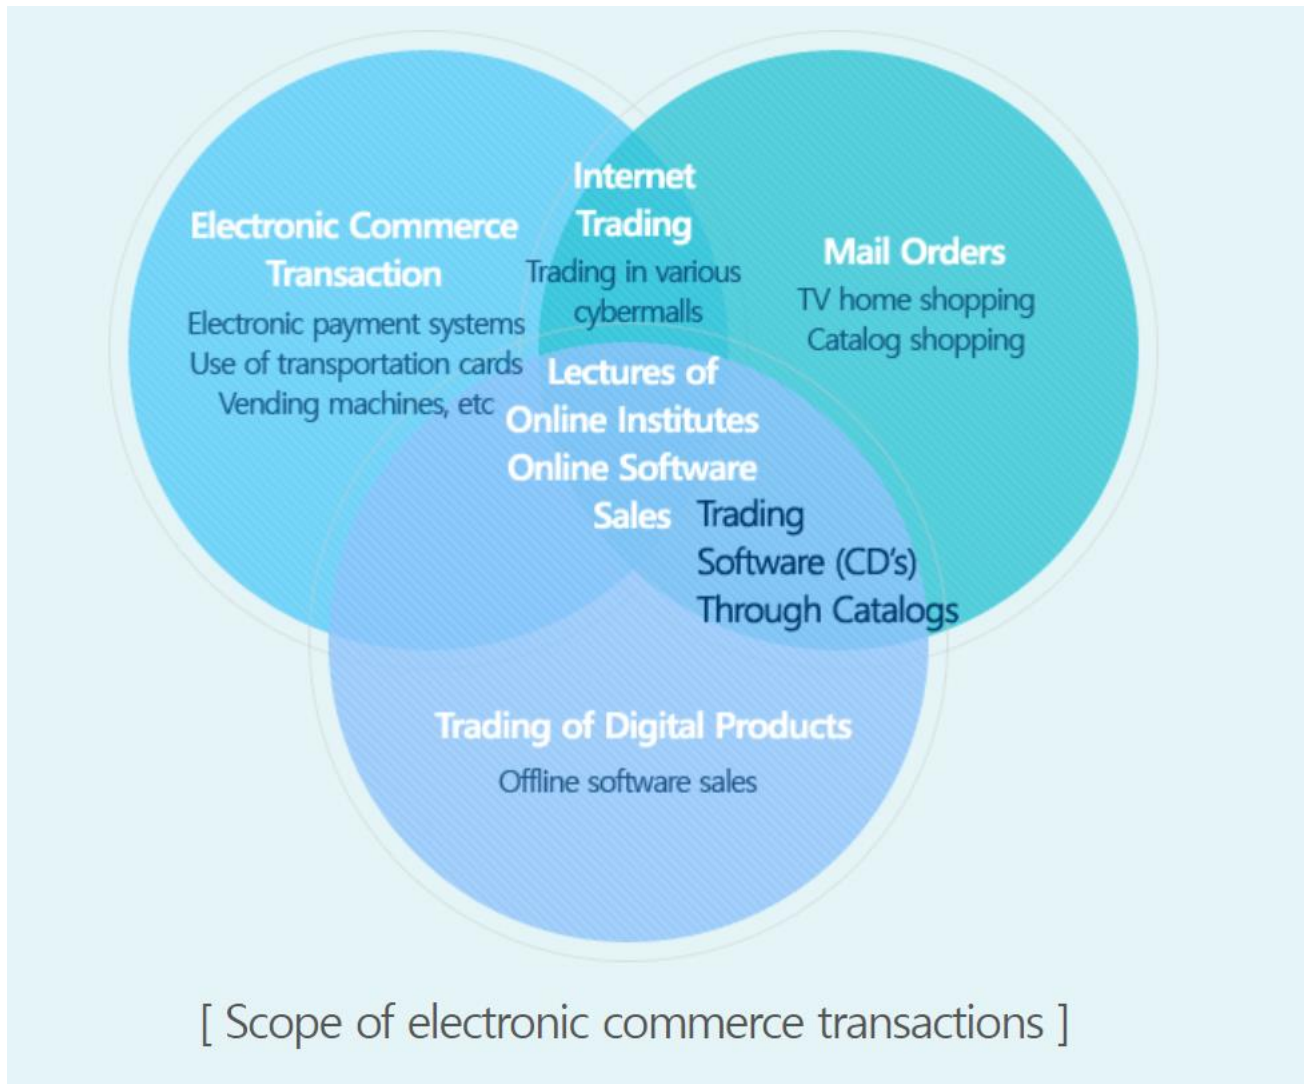 Electronic Commerce
Transaction
Electronic payment systems
Use of transportation cards
Vending machines, etc
Internet
Trading
Trading in various
cybermalls
Mail Orders
TV home shopping
Catalog shopping
Lectures of
Online Institutes
Online Software
Sales
Trading
Software (CD's)
Through Catalogs
Trading of Digital Products
Offline software sales
[ Scope of electronic commerce transactions ]